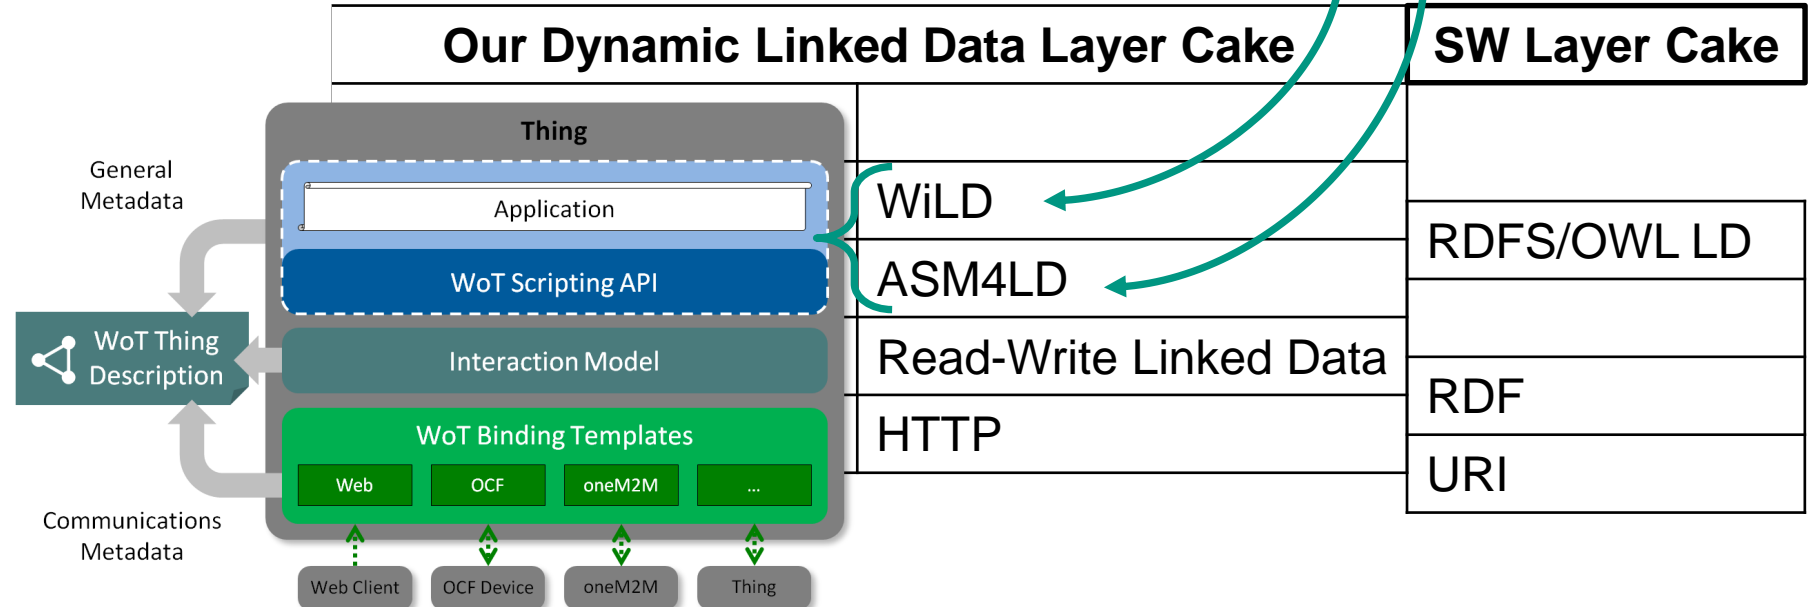 Our Dynamic Linked Data Layer Cake
SW Layer Cake
Thing
General
Metadata
Application
WoT Scripting API
WoT Thing
Description
Interaction Model
WoT Binding Templates
Web
OCF
oneM2M
...
Communications
Metadata
Web Client
OCF Device
oneM2M
Thing
WiLD
ASM4LD
Read-Write Linked Data
HTTP
RDFS/OWL LD
RDF
URI